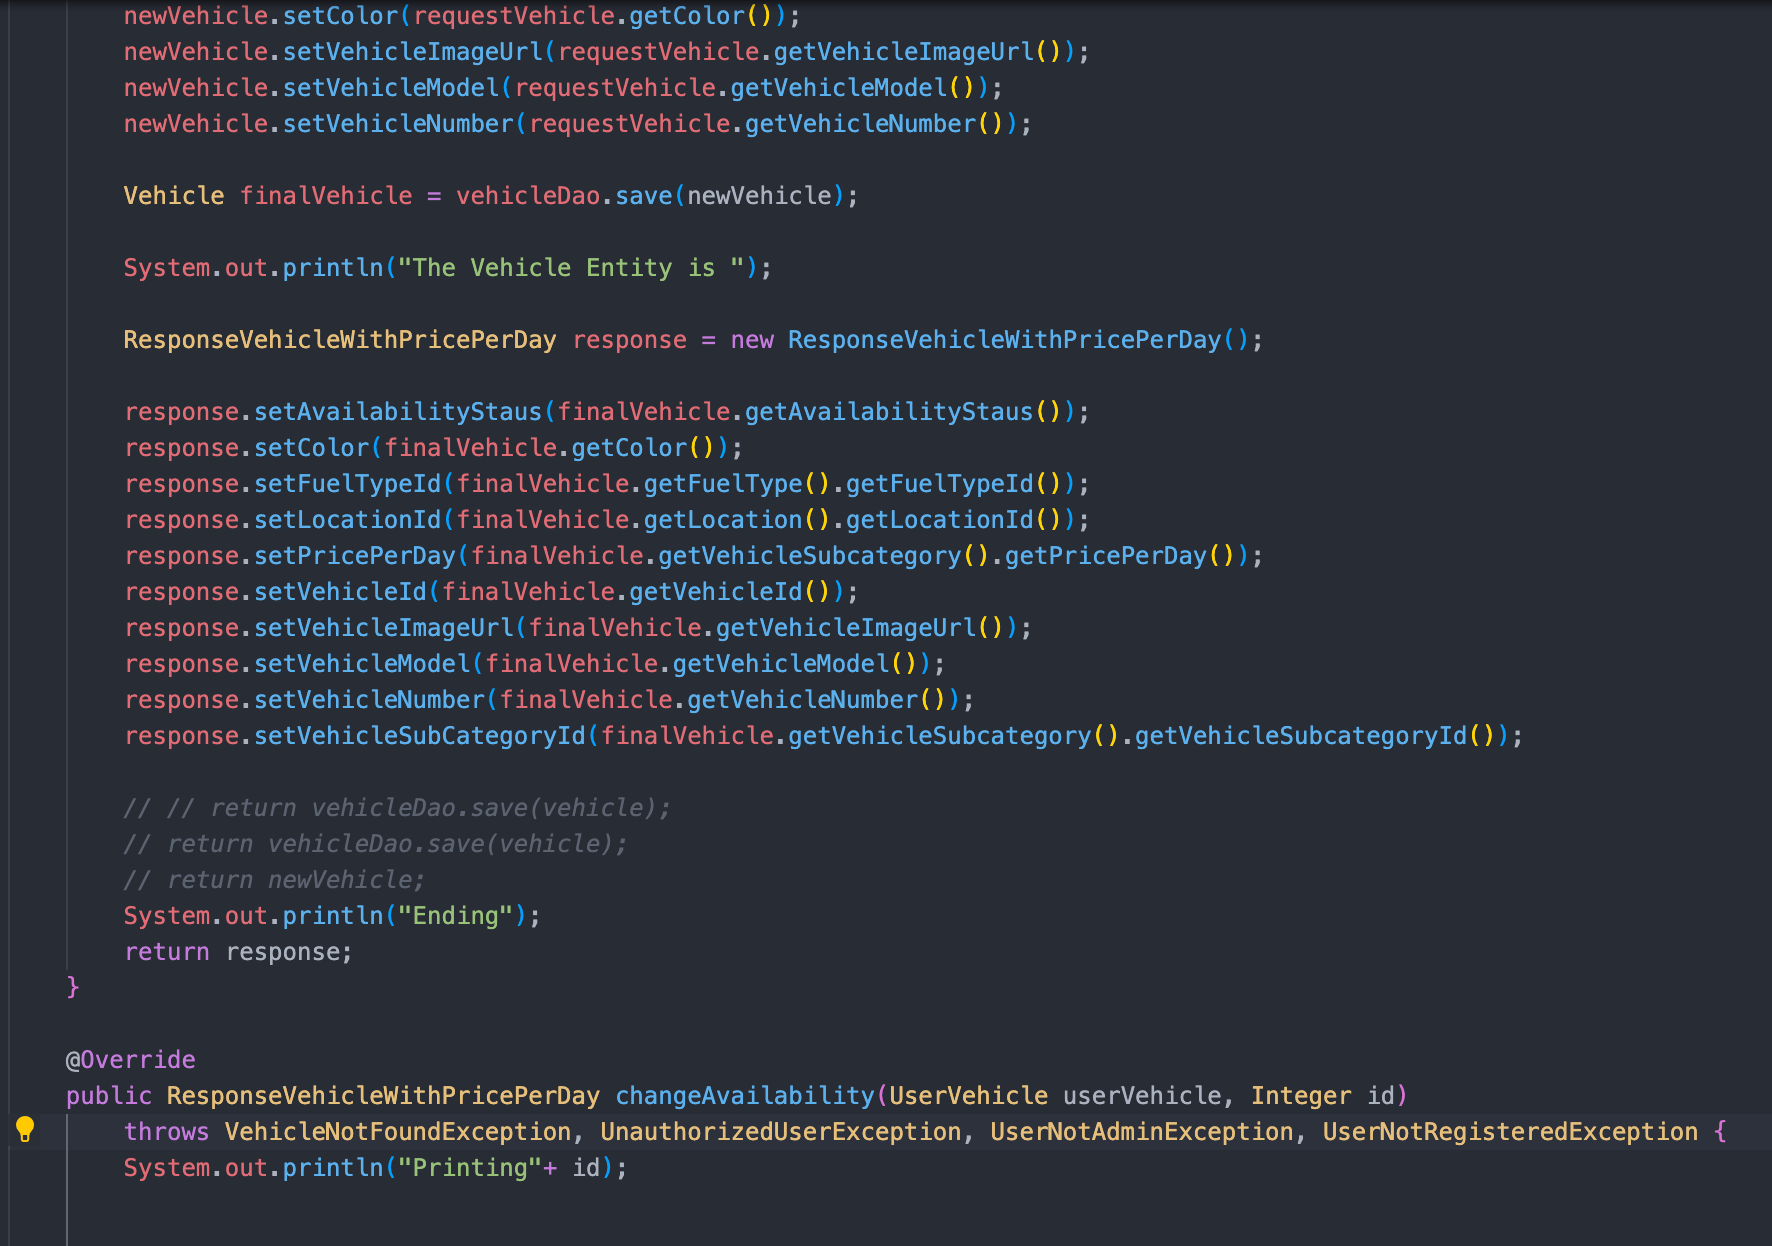 newVehicle.setColor(requestVehicle.getColor());
newVehicle.setVehicleImageUrl(requestVehicle.getVehicleImageUrl());
newVehicle.setVehicleModel(requestVehicle.getVehicleModel());
newVehicle.setVehicleNumber(requestVehicle.getVehicleNumber());
Vehicle finalVehicle = vehicleDao.save(newVehicle);
System.out.println("The Vehicle Entity is ");
ResponseVehicleWithPricePerDay response = new ResponseVehicleWithPricePerDay();
response.setAvailabilityStaus(finalVehicle.getAvailabilityStaus());
response.setColor(finalVehicle.getColor());
response.setFuelTypeId(finalVehicle.getFuelType().getFuelTypeId());
response.setLocationId(finalVehicle.getLocation().getLocationId());
response.setPricePerDay(finalVehicle.getVehicleSubcategory().getPricePerDay());
response.setVehicleId(finalVehicle.getVehicleId());
response.setVehicleImageUrl(finalVehicle.getVehicleImageUrl());
response.setVehicleModel(finalVehicle.getVehicleModel());
response.setVehicleNumber(finalVehicle.getVehicleNumber());
response.setVehicleSubCategoryId(finalVehicle.getVehicleSubcategory().getVehicleSubcategoryId());
// // return vehicleDao.save(vehicle);
// return vehicleDao.save(vehicle);
// return newVehicle;
System.out.println("Ending");
return response;
}
@Override
public ResponseVehicleWithPricePerDay changeAvailability(UserVehicle userVehicle, Integer id)
throws VehicleNotFoundException, UnauthorizedUserException, UserNotAdminException, UserNotRegisteredException {
System.out.println("Printing"+ id);